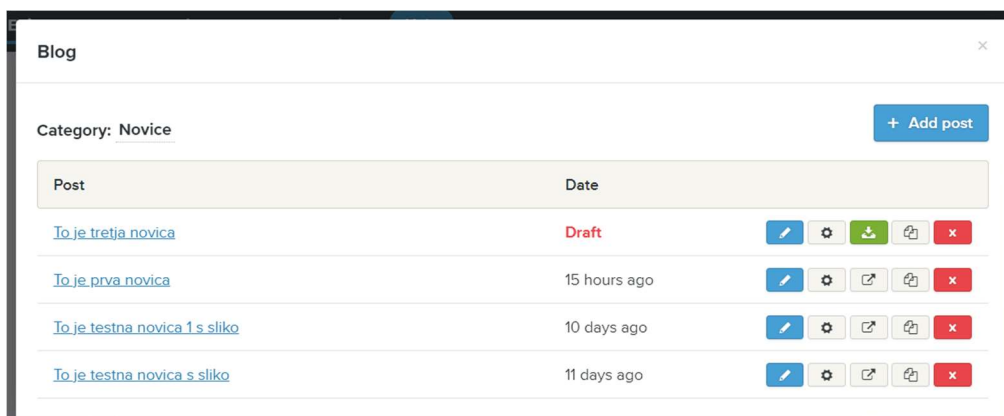 Blog
Category: Novice
+ Add post
Post Date
To je tretja novica Draft
To je prva novica 15 hours ago
To je testna novica 1 s sliko 10 days ago
To je testna novica s sliko 11 days ago